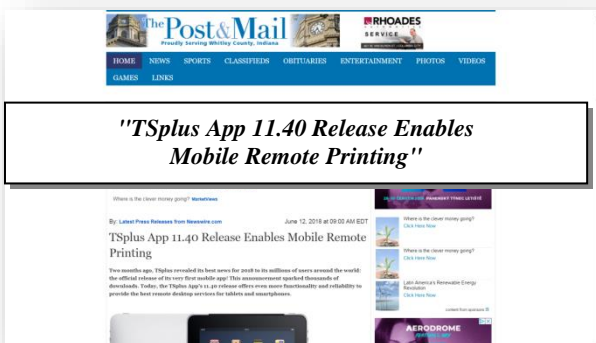 The Post & Mail
Proudly Serving Whitley County, Indiana
RHOADES
SERVICE
HOME NEWS SPORTS CLASSIFIEDS OBITUARIES ENTERTAINMENT PHOTOS VIDEOS
GAMES LINKS
"TSplus App 11.40 Release Enables
Mobile Remote Printing"
Where is the clever money going? MarketViews
By: Latest Press Releases from Newswire.com June 12, 2018 at 09:00 AM EDT
TSplus App 11.40 Release Enables Mobile Remote
Printing
Two months ago, TSplus revealed its best news for 2018 to its millions of users around the world:
the official release of its very first mobile app! This announcement sparked thousands of
downloads. Today, the TSplus App's 11.40 release offers even more functionality and reliability to
provide the best remote desktop services for tablets and smartphones.
Where is the clever money going?
Click Here Now
Where is the clever money going?
Click Here Now
Latin America's Renewable Energy
Revolution
Click Here Now
content from sponsors
AERODROME